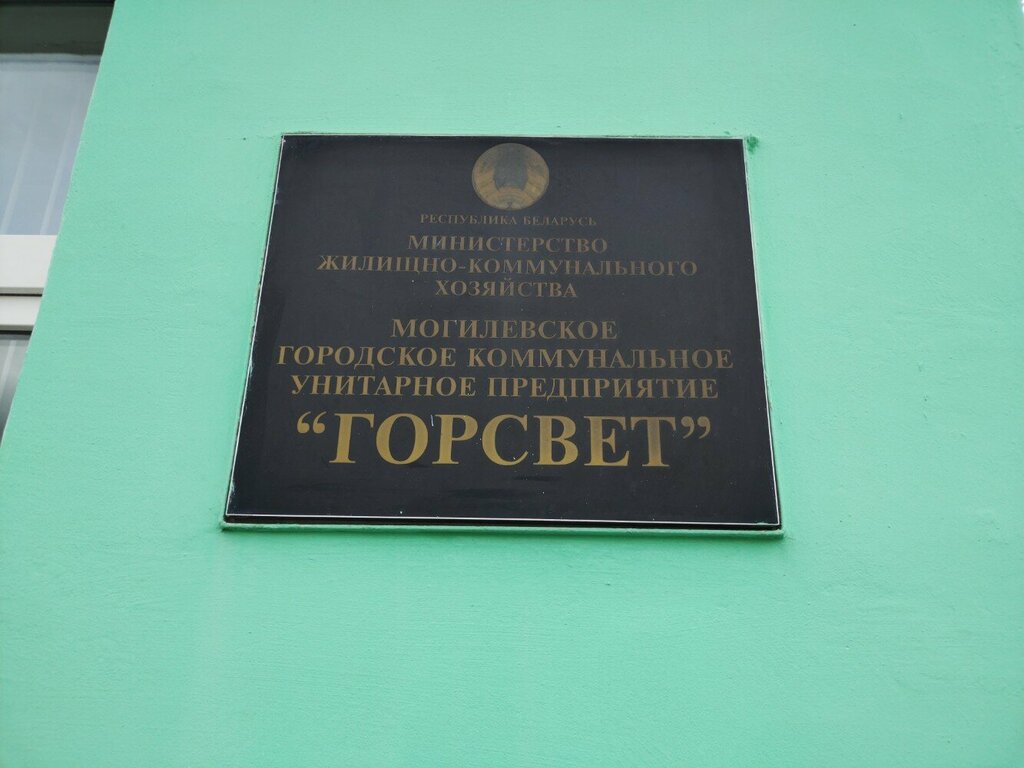 РЕСПУБЛИКА БЕЛАРУСЬ
МИНИСТЕРСТВО
ЖИЛИЩНО-КОММУНАЛЬНОГО
ХОЗЯЙСТВА
МОГИЛЕВСКОЕ
ГОРОДСКОЕ КОММУНАЛЬНОЕ
УНИТАРНОЕ ПРЕДПРИЯТИЕ
“ГОРСВЕТ”